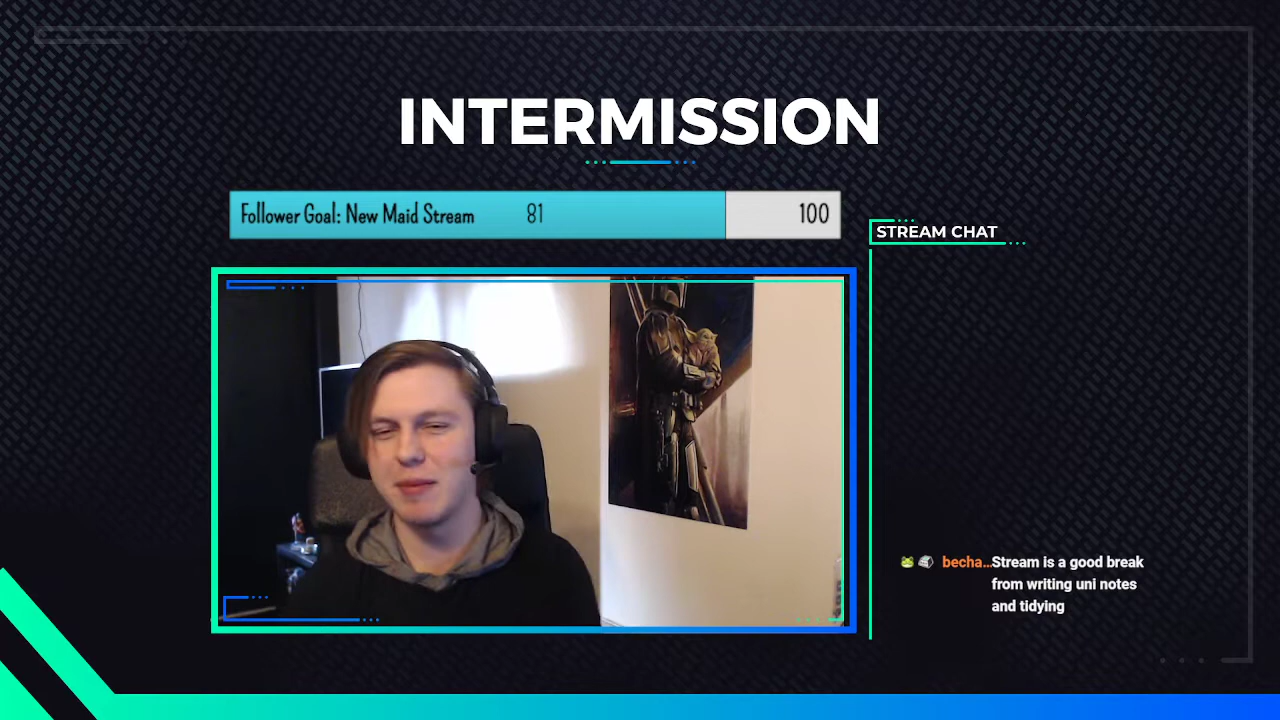 INTERMISSION
Follower Goal: New Maid Stream 81 100
STREAM CHAT
becha...Stream is a good break
from writing uni notes
and tidying